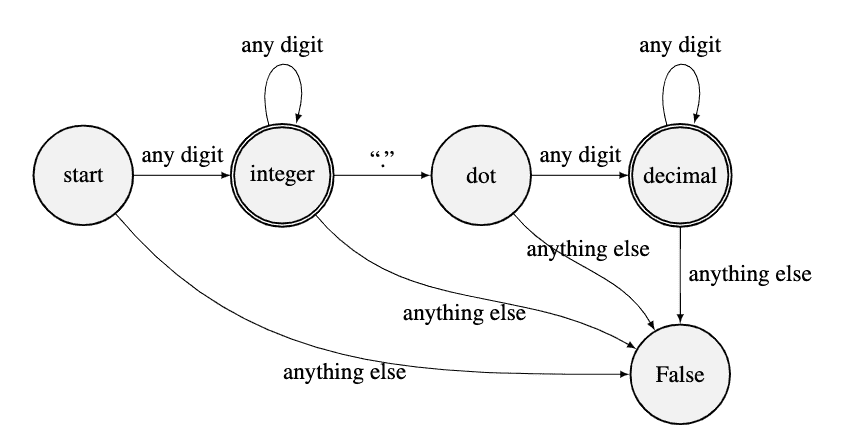 any digit
any digit
start
any digit
integer
“.”
dot
any digit
decimal
anything else
anything else
anything else
anything else
False